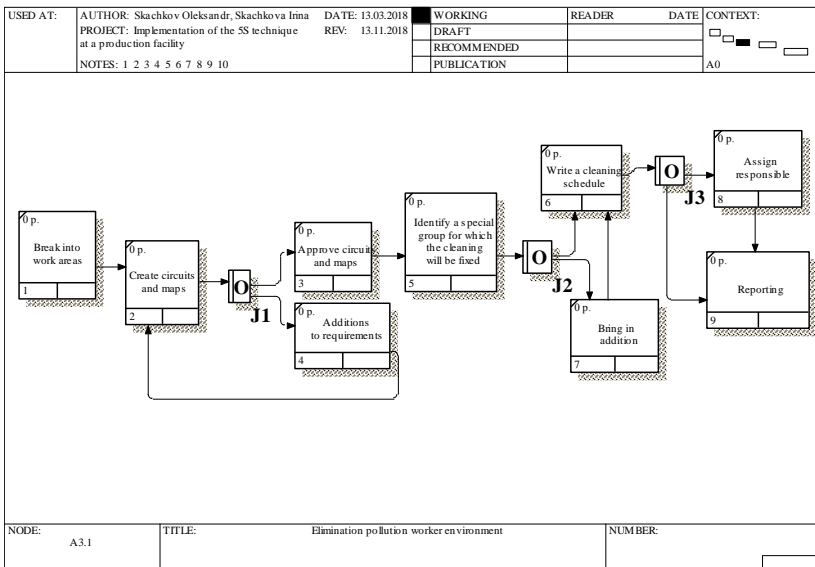 USED AT:
AUTHOR: Skachkov Oleksandr, Skachkova Irina
DATE: 13.03.2018
PROJECT: Implementation of the 5S technique
at a production facility
REV: 13.11.2018
NOTES: 1 2 3 4 5 6 7 8 9 10
WORKING
DRAFT
RECOMMENDED
PUBLICATION
READER
DATE
CONTEXT:
A0
0 p.
Break into
work areas
1
0 p.
Create circuits
and maps
2
O
J1
0 p.
Approve circuit
and maps
3
0 p.
Additions
to requirements
4
0 p.
Identify a special
group for which
the cleaning
will be fixed
5
O
J2
0 p.
Write a cleaning
schedule
6
0 p.
Bring in
addition
7
O
J3
0 p.
Assign
responsible
8
0 p.
Reporting
9
NODE:
A3.1
TITLE:
Elimination pollution worker environment
NUMBER: